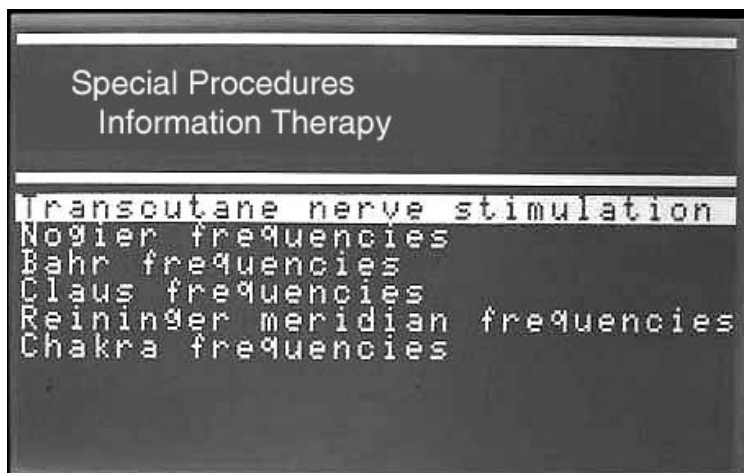 Special Procedures
Information Therapy
Transcutane nerve stimulation
Nogier frequencies
Bahr frequencies
Claus frequencies
Reininger meridian frequencies
Chakra frequencies